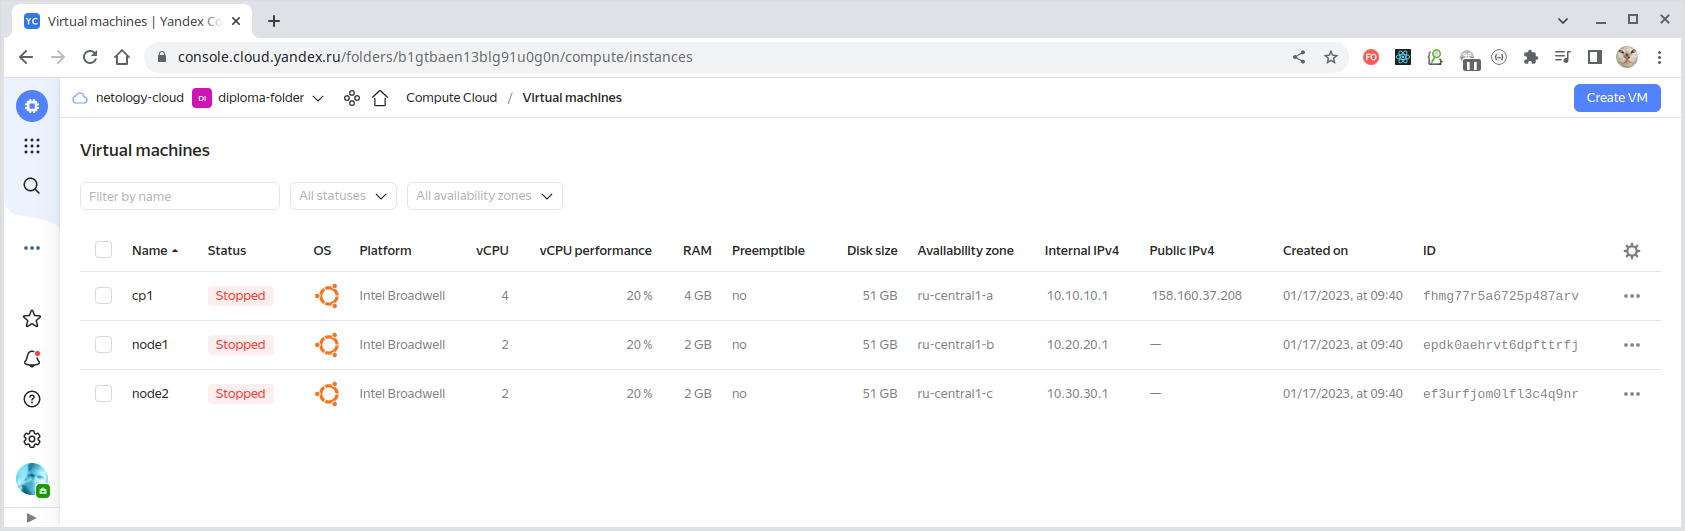 YC Virtual machines | Yandex Co
console.cloud.yandex.ru/folders/b1gtbaen13blg91u0g0n/compute/instances
FO
netology-cloud DI diploma-folder Compute Cloud / Virtual machines Create VM
Virtual machines
Filter by name All statuses All availability zones
Name Status OS Platform vCPU vCPU performance RAM Preemptible Disk size Availability zone Internal IPv4 Public IPv4 Created on ID
cp1 Stopped Intel Broadwell 4 20 % 4 GB no 51 GB ru-central1-a 10.10.10.1 158.160.37.208 01/17/2023, at 09:40 fhmg77r5a6725p487arv
node1 Stopped Intel Broadwell 2 20 % 2 GB no 51 GB ru-central1-b 10.20.20.1 — 01/17/2023, at 09:40 epdk0aehrvt6dpfttrfj
node2 Stopped Intel Broadwell 2 20 % 2 GB no 51 GB ru-central1-c 10.30.30.1 — 01/17/2023, at 09:40 ef3urfjom0lfl3c4q9nr